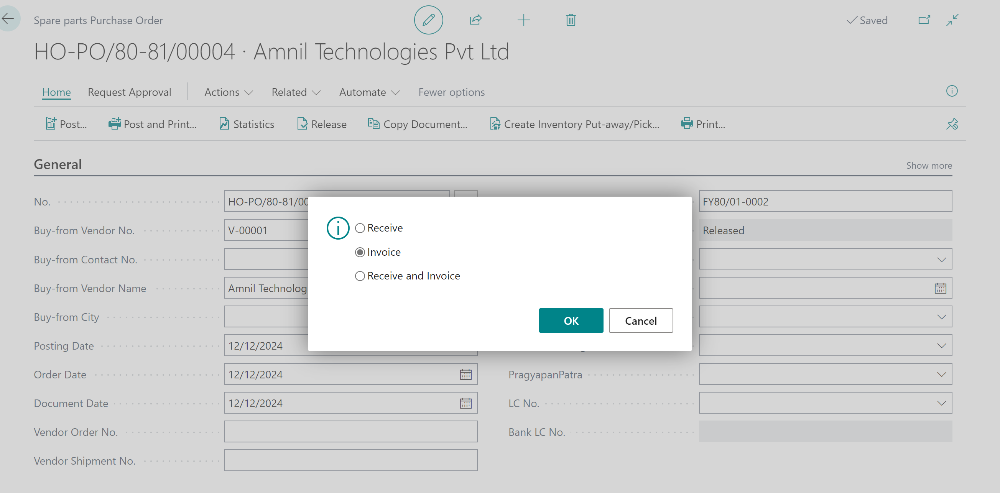 Spare parts Purchase Order
Saved
HO-PO/80-81/00004 · Amnil Technologies Pvt Ltd
Home Request Approval Actions Related Automate Fewer options
Post... Post and Print... Statistics Release Copy Document... Create Inventory Put-away/Pick... Print...
General
Show more
No. HO-PO/80-81/00
FY80/01-0002
Buy-from Vendor No. V-00001
Released
Buy-from Contact No.
Buy-from Vendor Name Amnil Technologi
Buy-from City
Posting Date 12/12/2024
Order Date 12/12/2024
PragyapanPatra
Document Date 12/12/2024
LC No.
Vendor Order No.
Bank LC No.
Vendor Shipment No.
Receive
Invoice
Receive and Invoice
OK Cancel